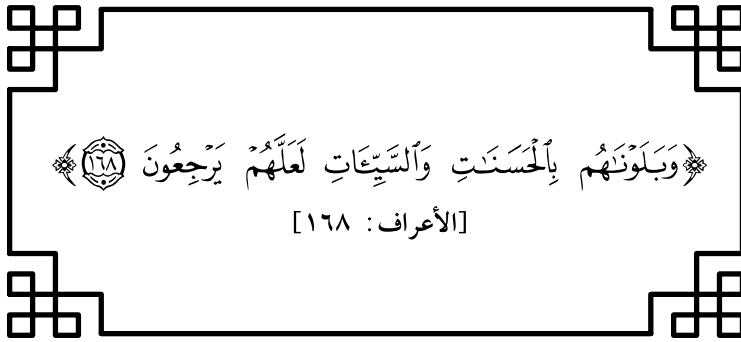 ﴿وَبَلَوْنَٰهُم بِٱلْحَسَنَٰتِ وَٱلسَّيِّـَٔاتِ لَعَلَّهُمْ يَرْجِعُونَ ١٦٨﴾
[الأعراف: ١٦٨]